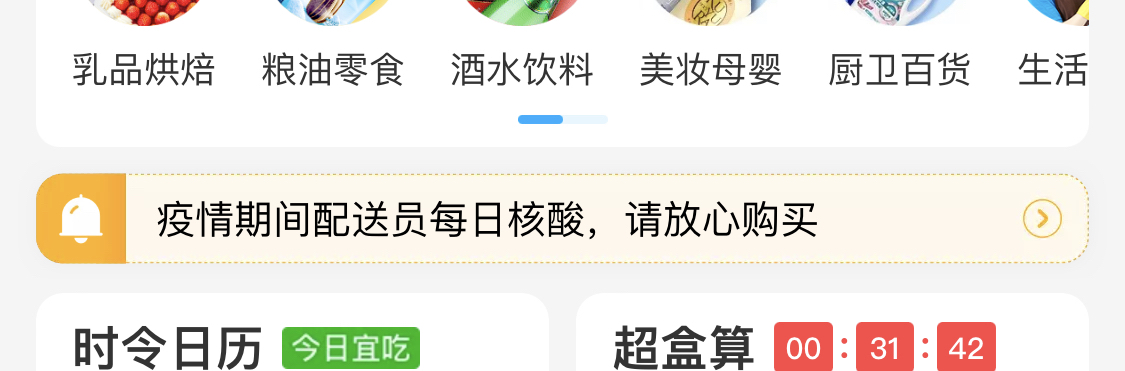 乳品烘焙 粮油零食 酒水饮料 美妆母婴 厨卫百货 生活
疫情期间配送员每日核酸，请放心购买
时令日历 今日宜吃 超盒算 00 : 31 : 42